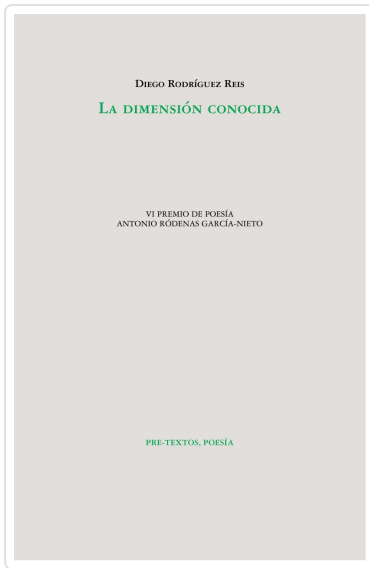 Diego Rodríguez Reis
La dimensión conocida
VI PREMIO DE POESÍA
ANTONIO RÓDENAS GARCÍA-NIETO
PRE-TEXTOS, POESÍA